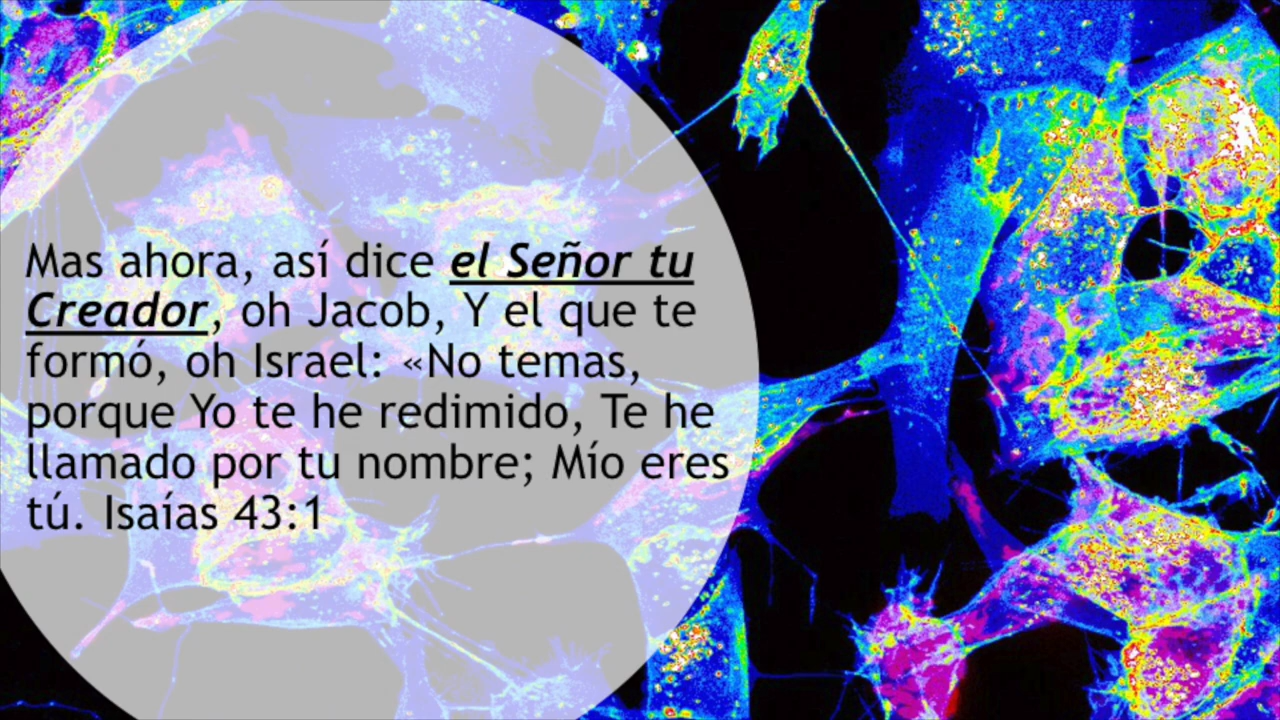 Mas ahora, así dice el Señor tu
Creador, oh Jacob, Y el que te
formó, oh Israel: «No temas,
porque Yo te he redimido, Te he
llamado por tu nombre; Mío eres
tú. Isaías 43:1